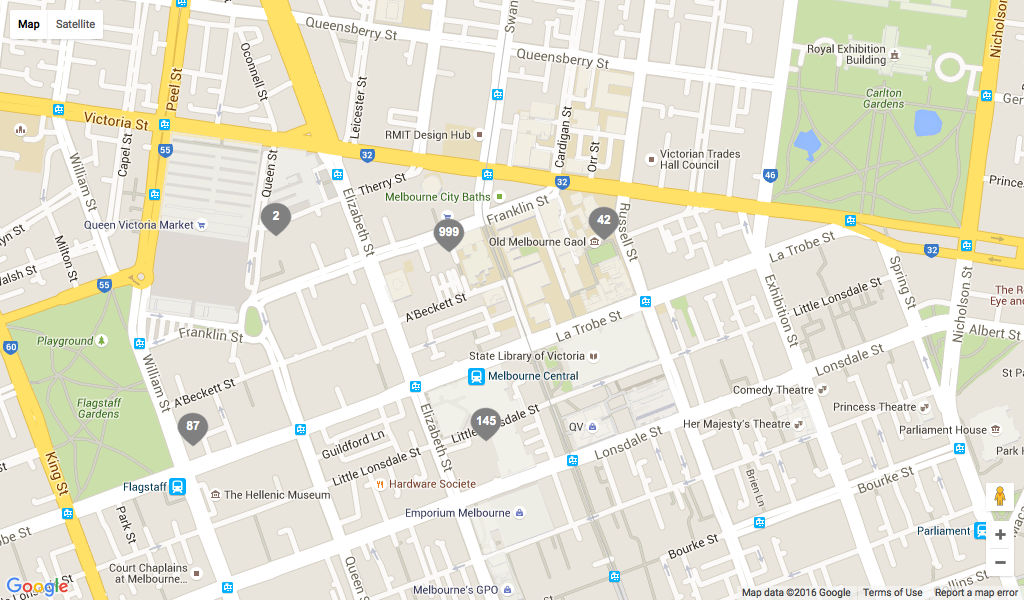 Map
Satellite
Queensberry St
Swan
Queensberry St
Nicholson
Royal Exhibition
Building
Carlton
Gardens
Peel St
O'connell St
Leicester St
Victoria St
RMIT Design Hub
Cardigan St
Orr St
Victorian Trades
Hall Council
Capel St
William St
Queen St
55
32
32
46
Therry St
Melbourne City Baths
Elizabeth St
Franklin St
Queen Victoria Market
2
999
42
Old Melbourne Gaol
Russell St
La Trobe St
32
Walsh St
Milton St
55
A'Beckett St
Exhibition St
Little Lonsdale St
Spring St
Nicholson St
Albert St
La Trobe St
Franklin St
60
Playground
State Library of Victoria
Melbourne Central
Lonsdale St
William St
A'Beckett St
Flagstaff
Gardens
Comedy Theatre
Princess Theatre
Her Majesty's Theatre
Parliament House
87
145
Little Lonsdale St
QV
Lonsdale St
Guildford Ln
Elizabeth St
Little Lonsdale St
King St
Flagstaff
The Hellenic Museum
Hardware Societe
Emporium Melbourne
Brien Ln
Bourke St
Park St
Parliament
Bourke St
Court Chaplains
at Melbourne...
Queen St
Melbourne's GPO
Google
Map data ©2016 Google
Terms of Use
Report a map error